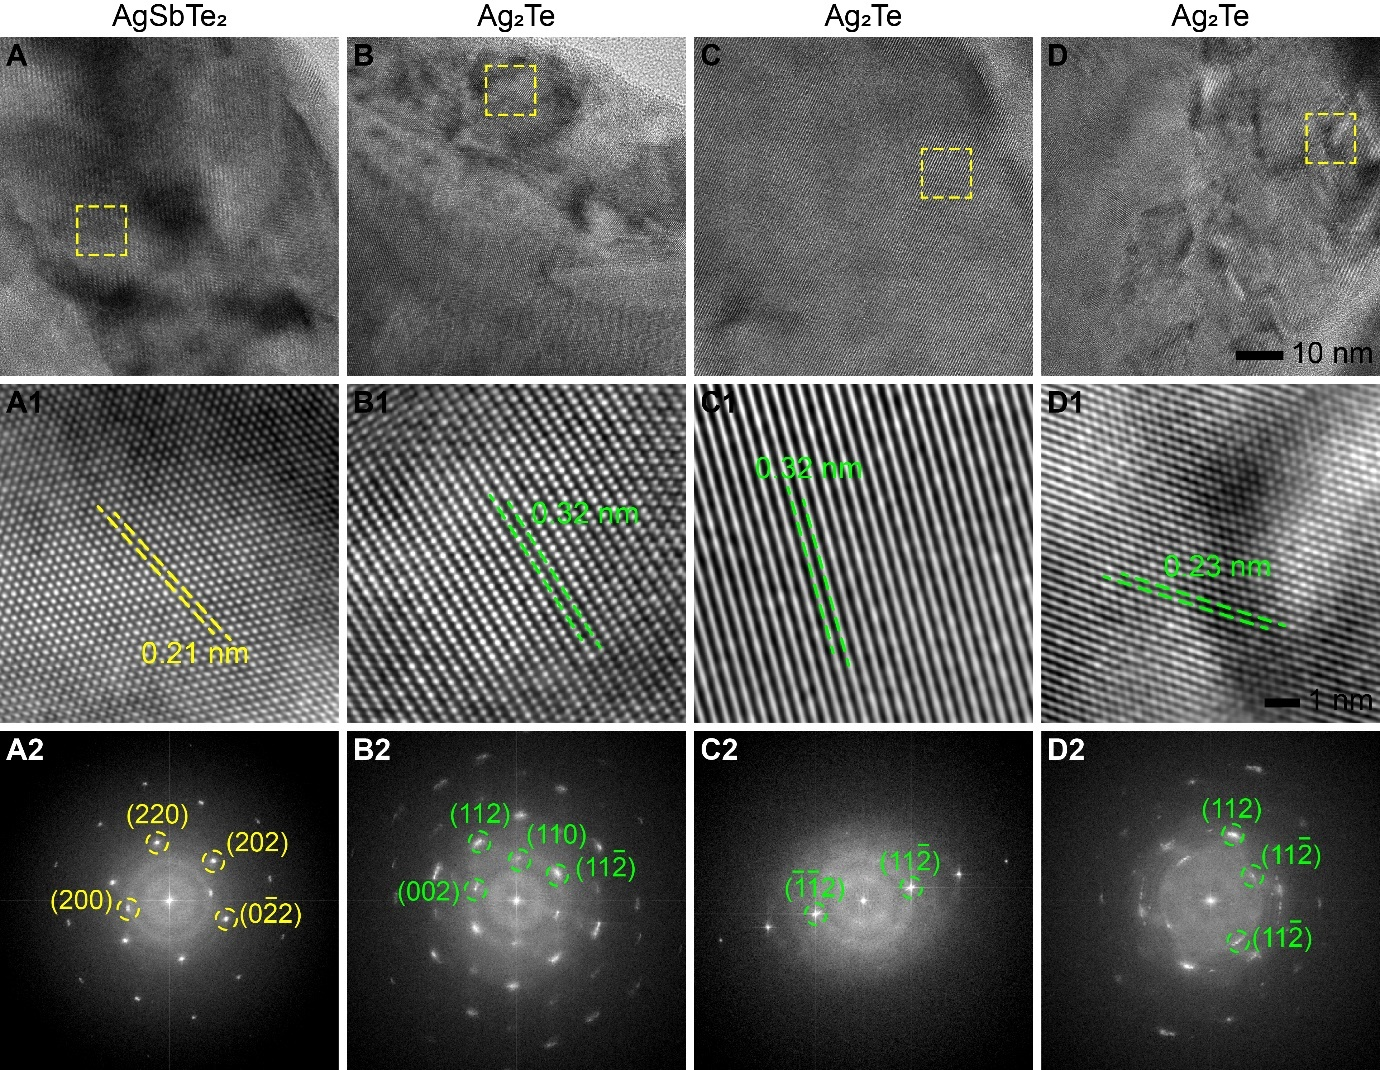 AgSbTe₂ Ag₂Te Ag₂Te Ag₂Te
A B C D
10 nm
A1 B1 C1 D1
0.32 nm
0.32 nm
0.23 nm
0.21 nm
1 nm
A2 B2 C2 D2
(220) (112) (110) (112)
(202) (112̄) (112̄) (112̄)
(200) (002) (1̄1̄2)
(02̄2) (112̄)